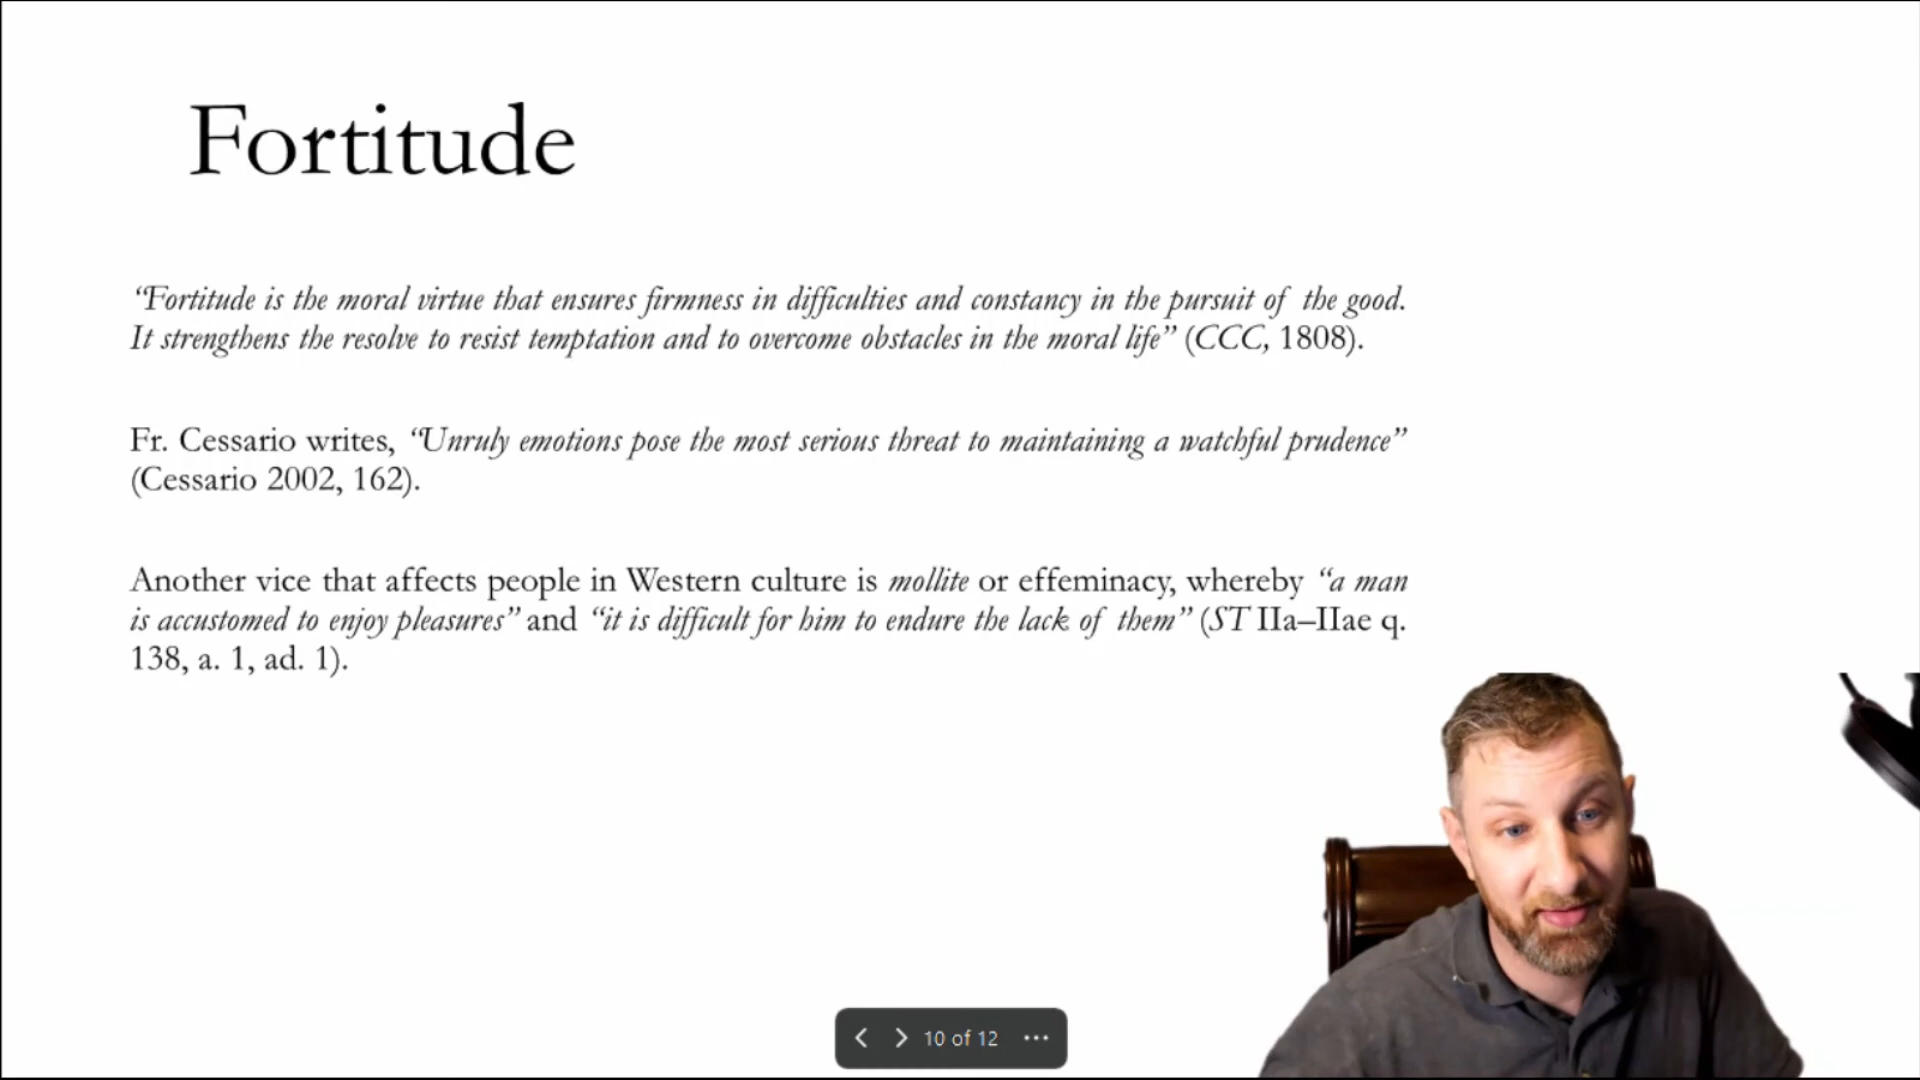 Fortitude
“Fortitude is the moral virtue that ensures firmness in difficulties and constancy in the pursuit of the good.
It strengthens the resolve to resist temptation and to overcome obstacles in the moral life” (CCC, 1808).
Fr. Cessario writes, “Unruly emotions pose the most serious threat to maintaining a watchful prudence”
(Cessario 2002, 162).
Another vice that affects people in Western culture is mollite or effeminacy, whereby “a man
is accustomed to enjoy pleasures” and “it is difficult for him to endure the lack of them” (ST IIa–IIae q.
138, a. 1, ad. 1).
10 of 12